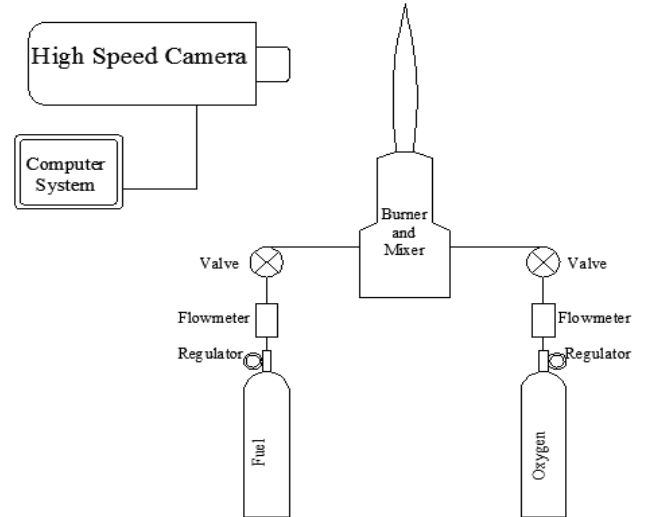 High Speed Camera
Computer
System
Burner
and
Mixer
Valve
Valve
Flowmeter
Flowmeter
Regulator
Regulator
Fuel
Oxygen